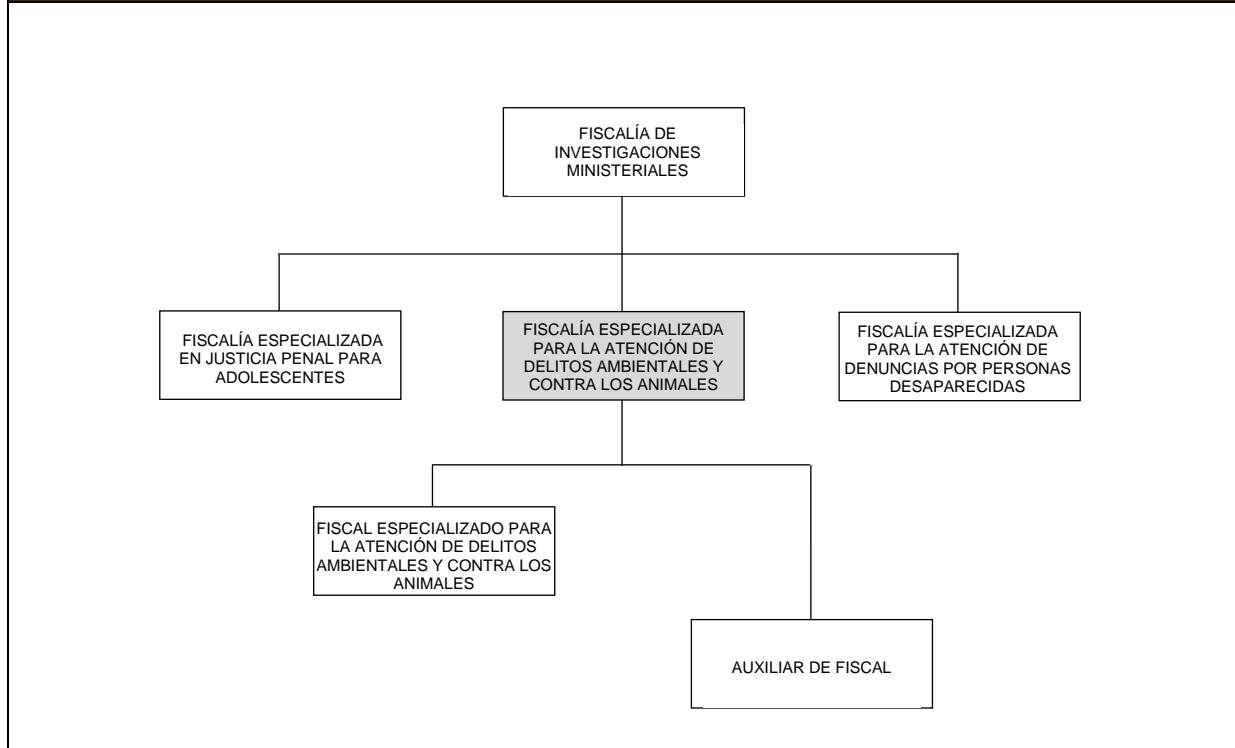 FISCALÍA DE
INVESTIGACIONES
MINISTERIALES
FISCALÍA ESPECIALIZADA
EN JUSTICIA PENAL PARA
ADOLESCENTES
FISCALÍA ESPECIALIZADA
PARA LA ATENCIÓN DE
DELITOS AMBIENTALES Y
CONTRA LOS ANIMALES
FISCALÍA ESPECIALIZADA
PARA LA ATENCIÓN DE
DENUNCIAS POR PERSONAS
DESAPARECIDAS
FISCAL ESPECIALIZADO PARA
LA ATENCIÓN DE DELITOS
AMBIENTALES Y CONTRA LOS
ANIMALES
AUXILIAR DE FISCAL